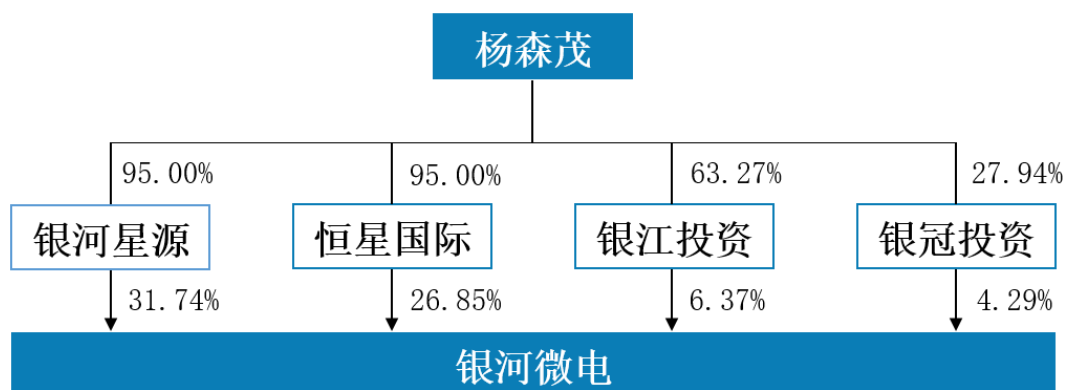 杨森茂
95.00% 95.00% 63.27% 27.94%
银河星源 恒星国际 银江投资 银冠投资
31.74% 26.85% 6.37% 4.29%
银河微电